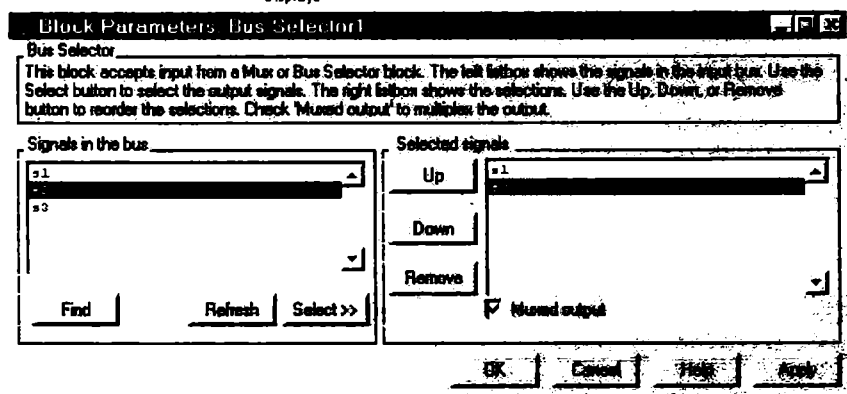 Block Parameters: Bus Selector1
Bus Selector
This block accepts input from a Mux or Bus Selector block. The left listbox shows the signals in the input bus. Use the
Select button to select the output signals. The right listbox shows the selections. Use the Up, Down, or Remove
button to reorder the selections. Check 'Muxed output' to multiplex the output.
Signals in the bus
s1
s3
Find
Refresh
Select >>
Selected signals
Up
Down
Remove
s1
Muxed output
OK
Cancel
Help
Apply